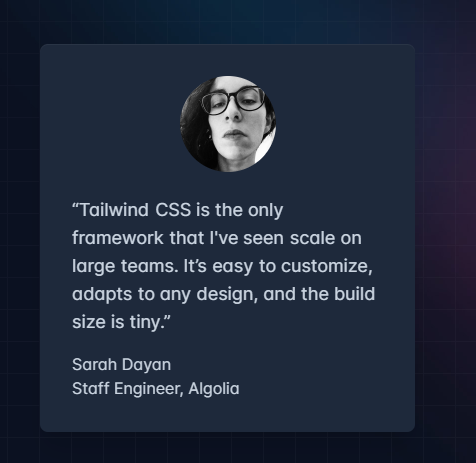 “Tailwind CSS is the only
framework that I've seen scale on
large teams. It’s easy to customize,
adapts to any design, and the build
size is tiny.”
Sarah Dayan
Staff Engineer, Algolia